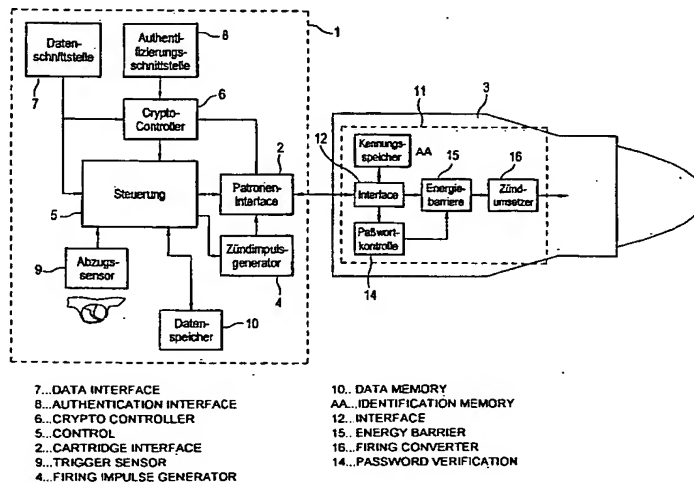 Daten-
schnittstelle
7
Authenti-
fizierungs-
schnittstelle
8
1
Crypto-
Controller
6
Steuerung
5
2
Patronen-
Interface
Zündimpuls-
generator
4
Abzugs-
sensor
9
Daten-
speicher
10
3
11
12
Kennungs-
speicher
AA
15
16
Interface
Energie-
barriere
Zünd-
umsetzer
Paßwort-
kontrolle
14
7...DATA INTERFACE
8...AUTHENTICATION INTERFACE
6...CRYPTO CONTROLLER
5...CONTROL
2...CARTRIDGE INTERFACE
9...TRIGGER SENSOR
4...FIRING IMPULSE GENERATOR
10...DATA MEMORY
AA...IDENTIFICATION MEMORY
12...INTERFACE
15...ENERGY BARRIER
16...FIRING CONVERTER
14...PASSWORD VERIFICATION